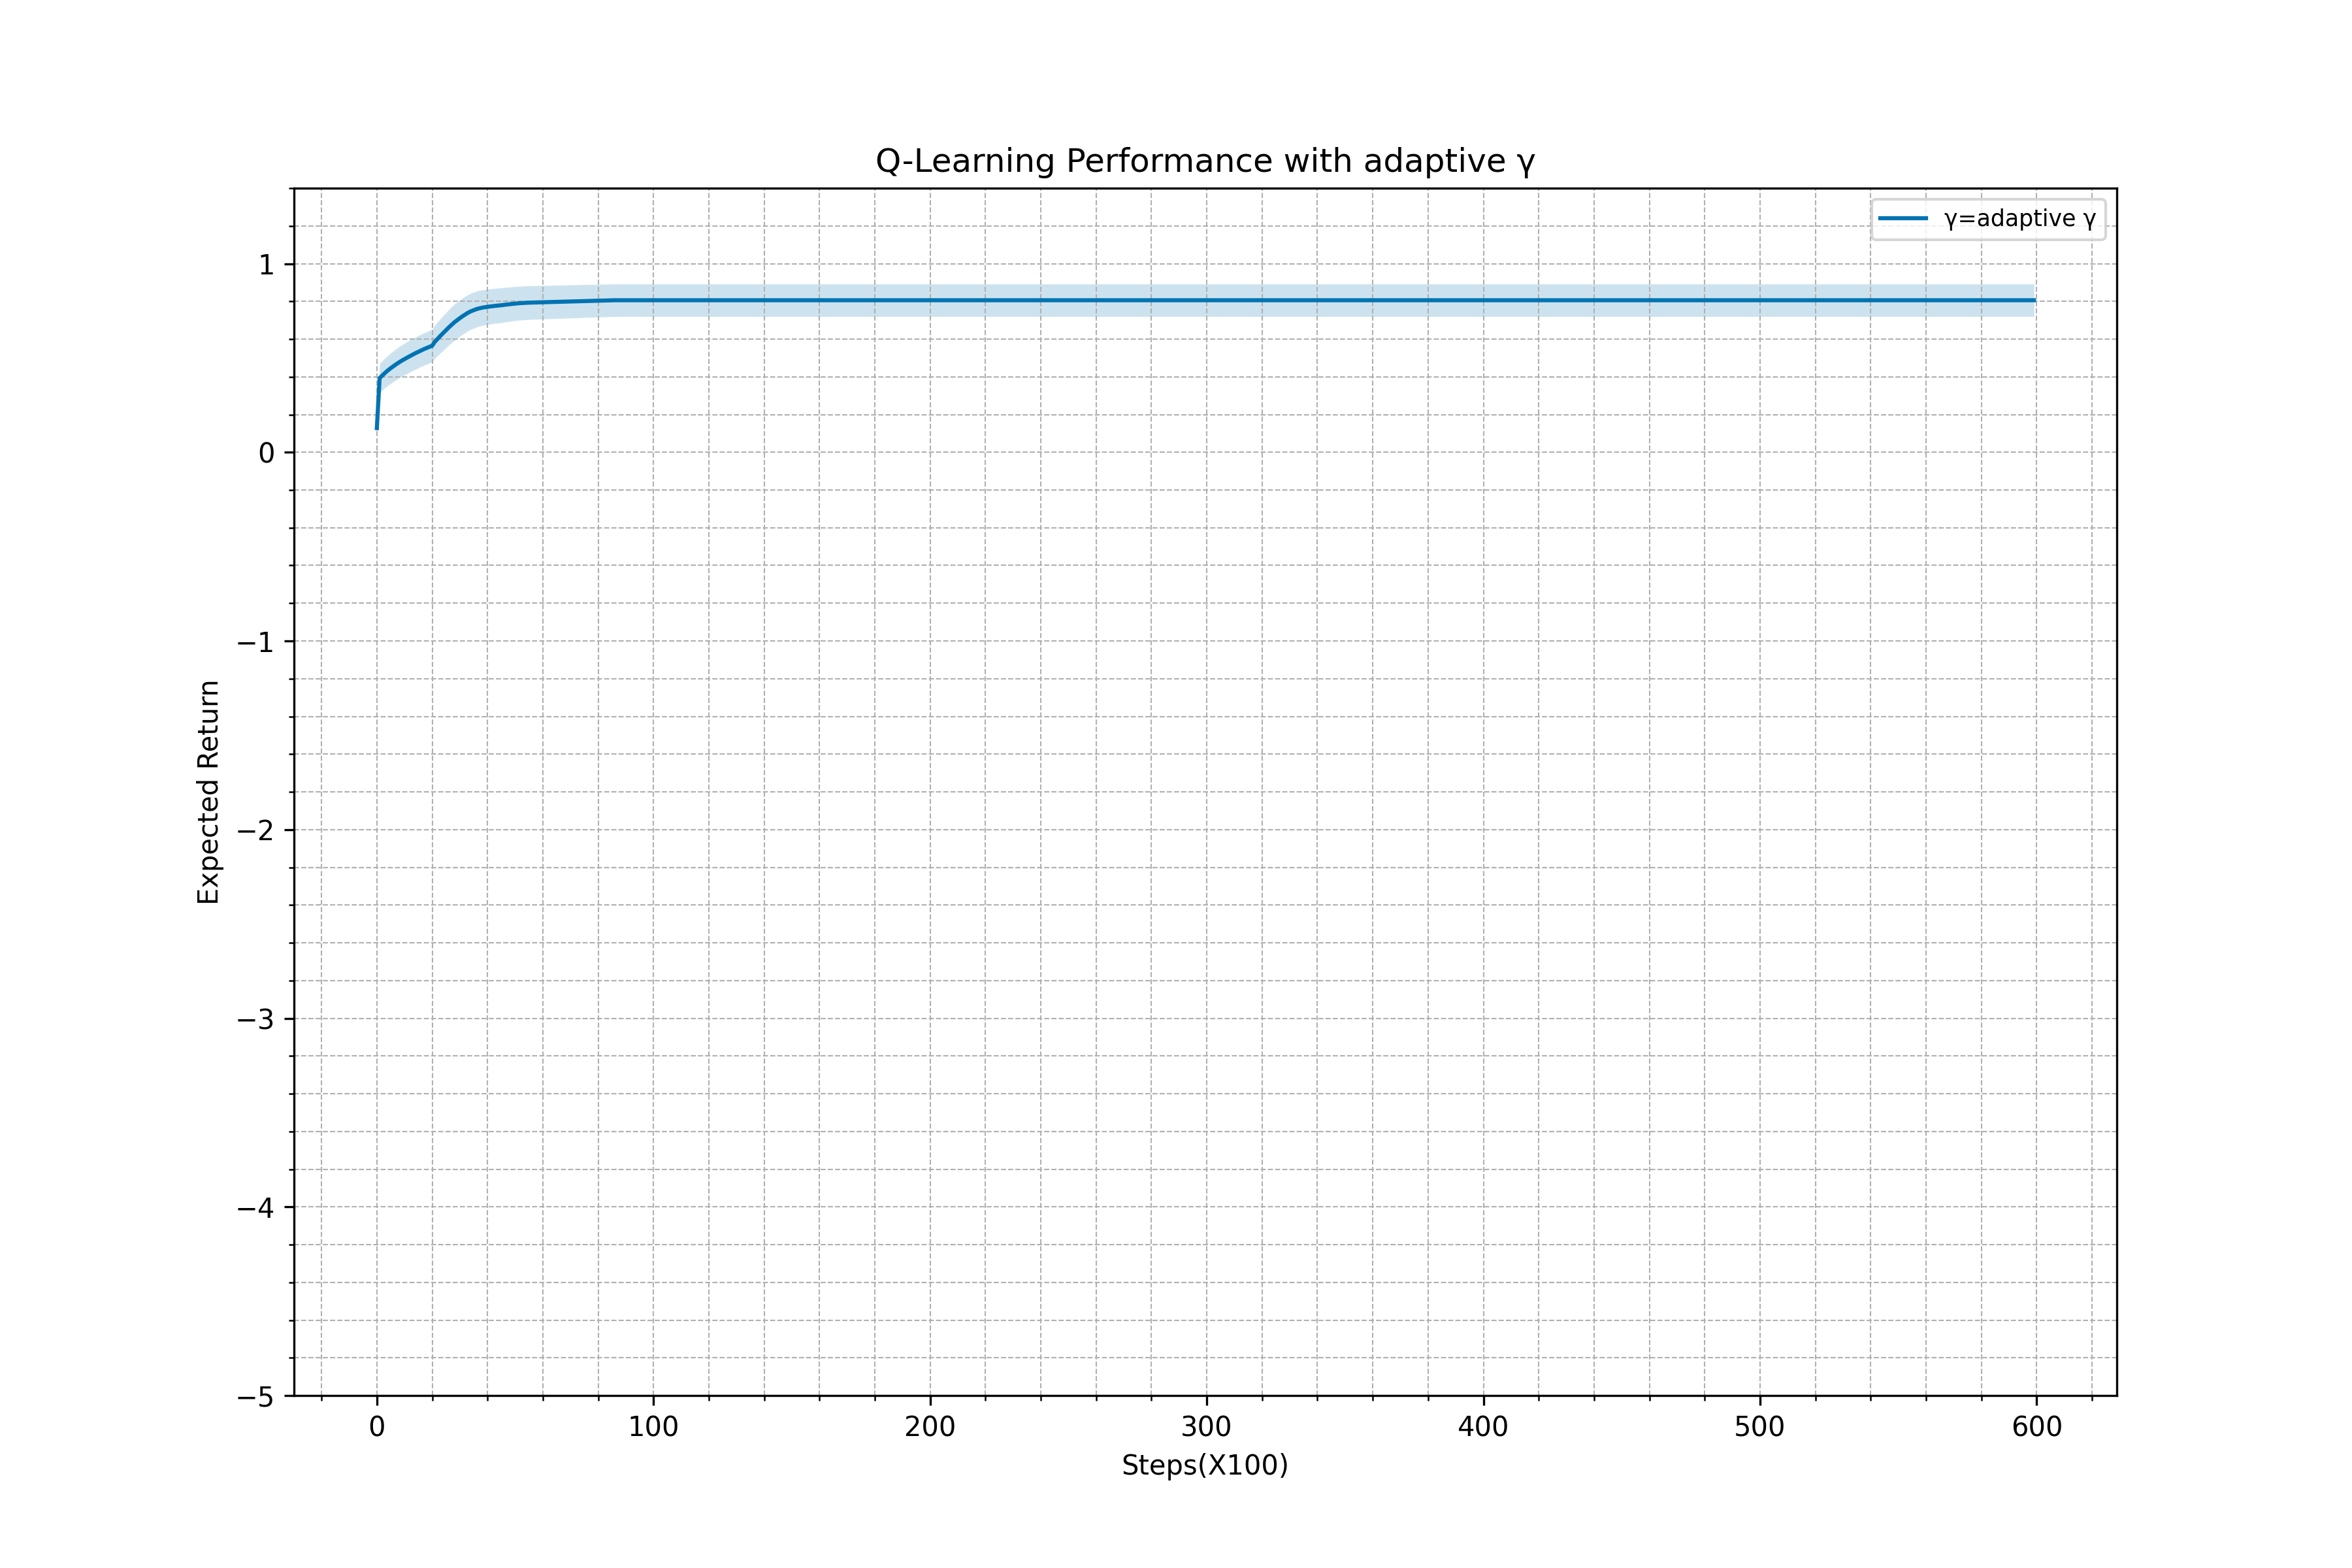 Q-Learning Performance with adaptive γ
γ=adaptive γ
1
0
−1
−2
−3
−4
−5
Expected Return
0 100 200 300 400 500 600
Steps(X100)